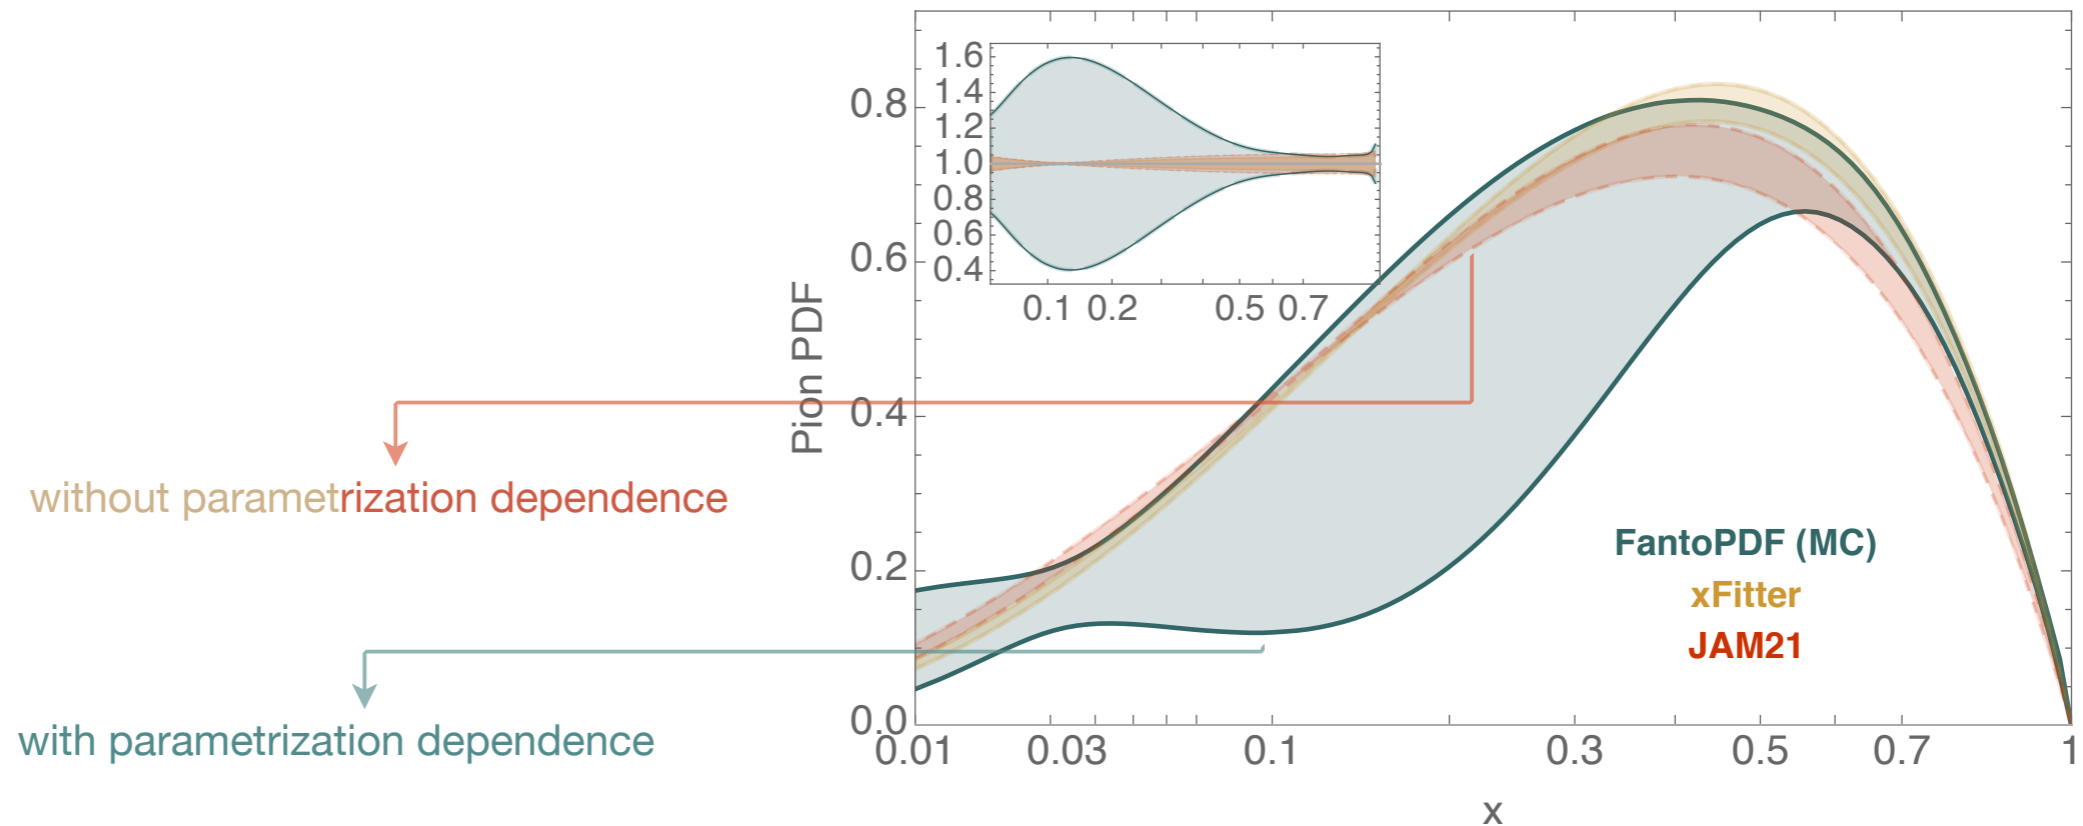 1.6
1.4
1.2
1.0
0.8
0.6
0.4
0.1 0.2 0.5 0.7
Pion PDF
0.8
0.6
0.4
0.2
0.0
0.01 0.03 0.1 0.3 0.5 0.7 1
x
without parametrization dependence
with parametrization dependence
FantoPDF (MC)
xFitter
JAM21